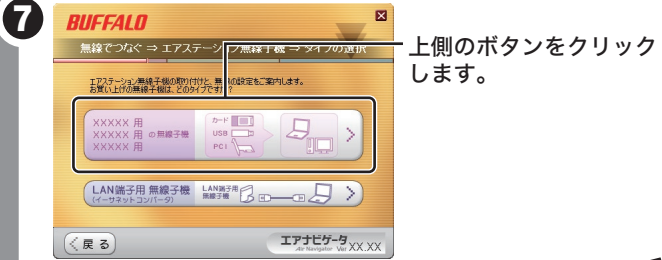 7
BUFFALO
無線でつなぐ ⇒ エアステーション無線子機 ⇒ タイプの選択
エアステーション無線子機の取り付けと、無線の設定をご案内します。
お買い上げの無線子機は、どのタイプですか?
XXXXX 用
XXXXX 用 の無線子機
XXXXX 用
カード
USB
PCI
LAN端子用 無線子機
(イーサネットコンバータ)
LAN端子用
無線子機
戻る
エアナビゲータ
Air Navigator Ver XX.XX
上側のボタンをクリック
します。